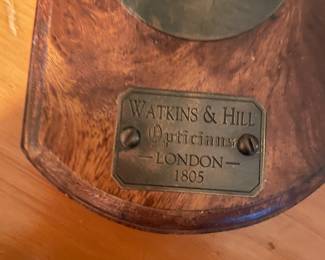 WATKINS & HILL
Opticians
—LONDON—
1805